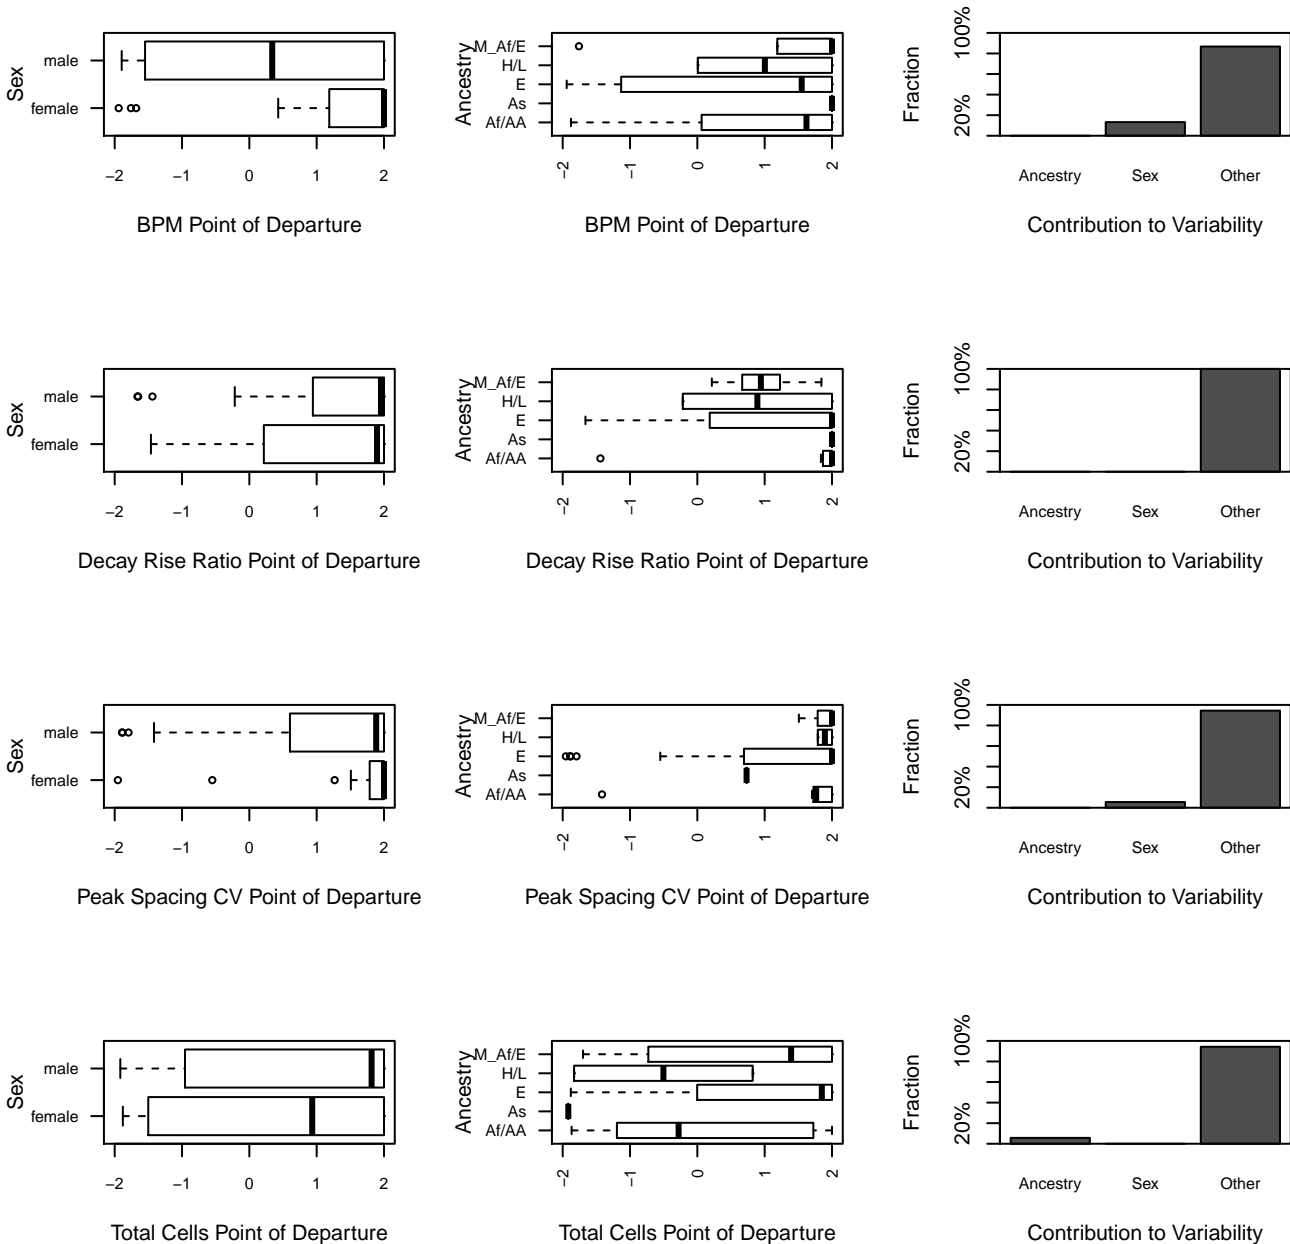 Sex
male
female
−2 −1 0 1 2
BPM Point of Departure
Ancestry
M_Af/E
H/L
E
As
Af/AA
−2 −1 0 1 2
BPM Point of Departure
Fraction
20% 100%
Ancestry Sex Other
Contribution to Variability
Sex
male
female
−2 −1 0 1 2
Decay Rise Ratio Point of Departure
Ancestry
M_Af/E
H/L
E
As
Af/AA
−2 −1 0 1 2
Decay Rise Ratio Point of Departure
Fraction
20% 100%
Ancestry Sex Other
Contribution to Variability
Sex
male
female
−2 −1 0 1 2
Peak Spacing CV Point of Departure
Ancestry
M_Af/E
H/L
E
As
Af/AA
−2 −1 0 1 2
Peak Spacing CV Point of Departure
Fraction
20% 100%
Ancestry Sex Other
Contribution to Variability
Sex
male
female
−2 −1 0 1 2
Total Cells Point of Departure
Ancestry
M_Af/E
H/L
E
As
Af/AA
−2 −1 0 1 2
Total Cells Point of Departure
Fraction
20% 100%
Ancestry Sex Other
Contribution to Variability